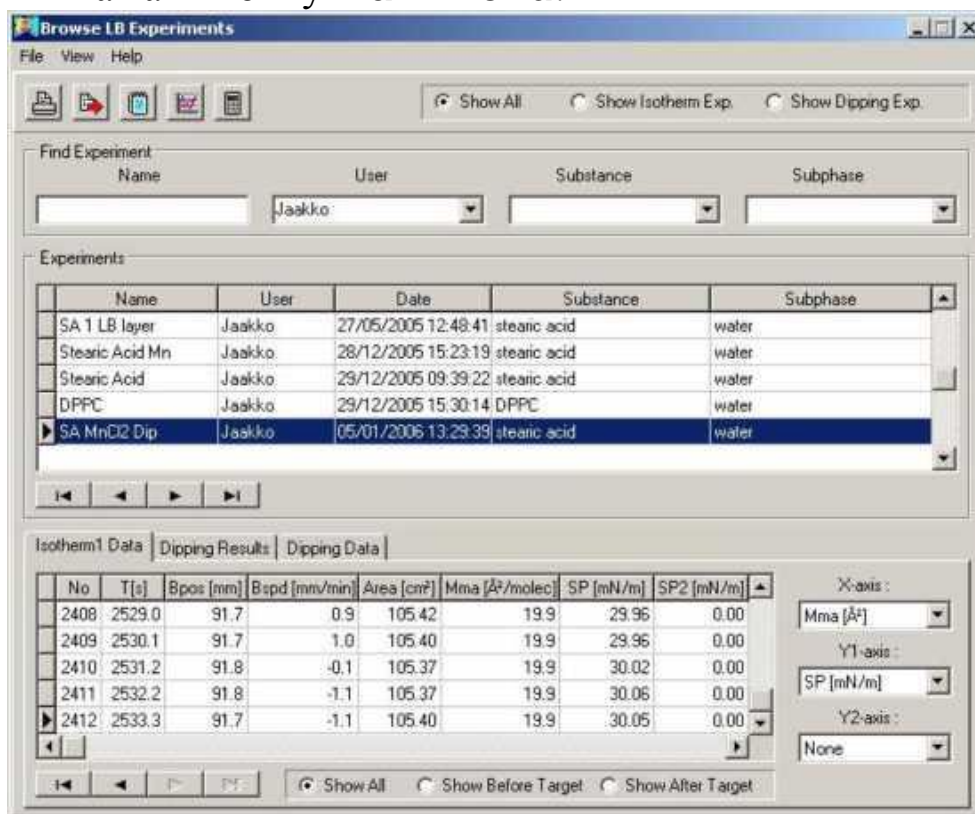 Browse LB Experiments
File View Help
Show All Show Isotherm Exp. Show Dipping Exp.
Find Experiment
Name User Substance Subphase
Jaakko
Experiments
Name User Date Substance Subphase
SA 1 LB layer Jaakko 27/05/2005 12:48:41 stearic acid water
Stearic Acid Mn Jaakko 28/12/2005 15:23:19 stearic acid water
Stearic Acid Jaakko 29/12/2005 09:39:22 stearic acid water
DPPC Jaakko 29/12/2005 15:30:14 DPPC water
SA MnCl2 Dip Jaakko 05/01/2006 13:29:39 stearic acid water
Isotherm1 Data Dipping Results Dipping Data
No T[s] Bpos [mm] Bspd [mm/min] Area [cm²] Mma [Å²/molec] SP [mN/m] SP2 [mN/m]
2408 2529.0 91.7 0.9 105.42 19.9 29.96 0.00
2409 2530.1 91.7 1.0 105.40 19.9 29.96 0.00
2410 2531.2 91.8 -0.1 105.37 19.9 30.02 0.00
2411 2532.2 91.8 -1.1 105.37 19.9 30.06 0.00
2412 2533.3 91.7 -1.1 105.40 19.9 30.05 0.00
X-axis :
Mma [Å²]
Y1-axis :
SP [mN/m]
Y2-axis :
None
Show All Show Before Target Show After Target